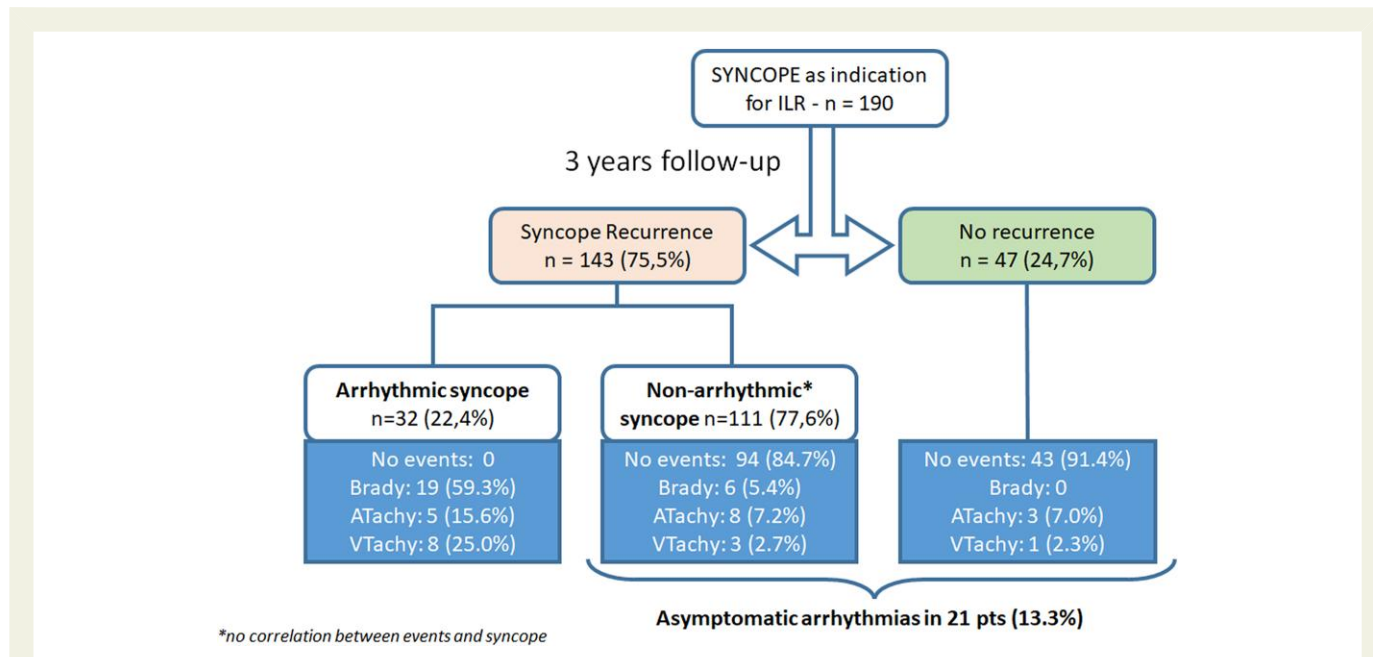 SYNCOPE as indication
for ILR - n = 190
3 years follow-up
Syncope Recurrence
n = 143 (75,5%)
No recurrence
n = 47 (24,7%)
Arrhythmic syncope
n=32 (22,4%)
Non-arrhythmic*
syncope n=111 (77,6%)
No events: 0
Brady: 19 (59.3%)
ATachy: 5 (15.6%)
VTachy: 8 (25.0%)
No events: 94 (84.7%)
Brady: 6 (5.4%)
ATachy: 8 (7.2%)
VTachy: 3 (2.7%)
No events: 43 (91.4%)
Brady: 0
ATachy: 3 (7.0%)
VTachy: 1 (2.3%)
Asymptomatic arrhythmias in 21 pts (13.3%)
*no correlation between events and syncope